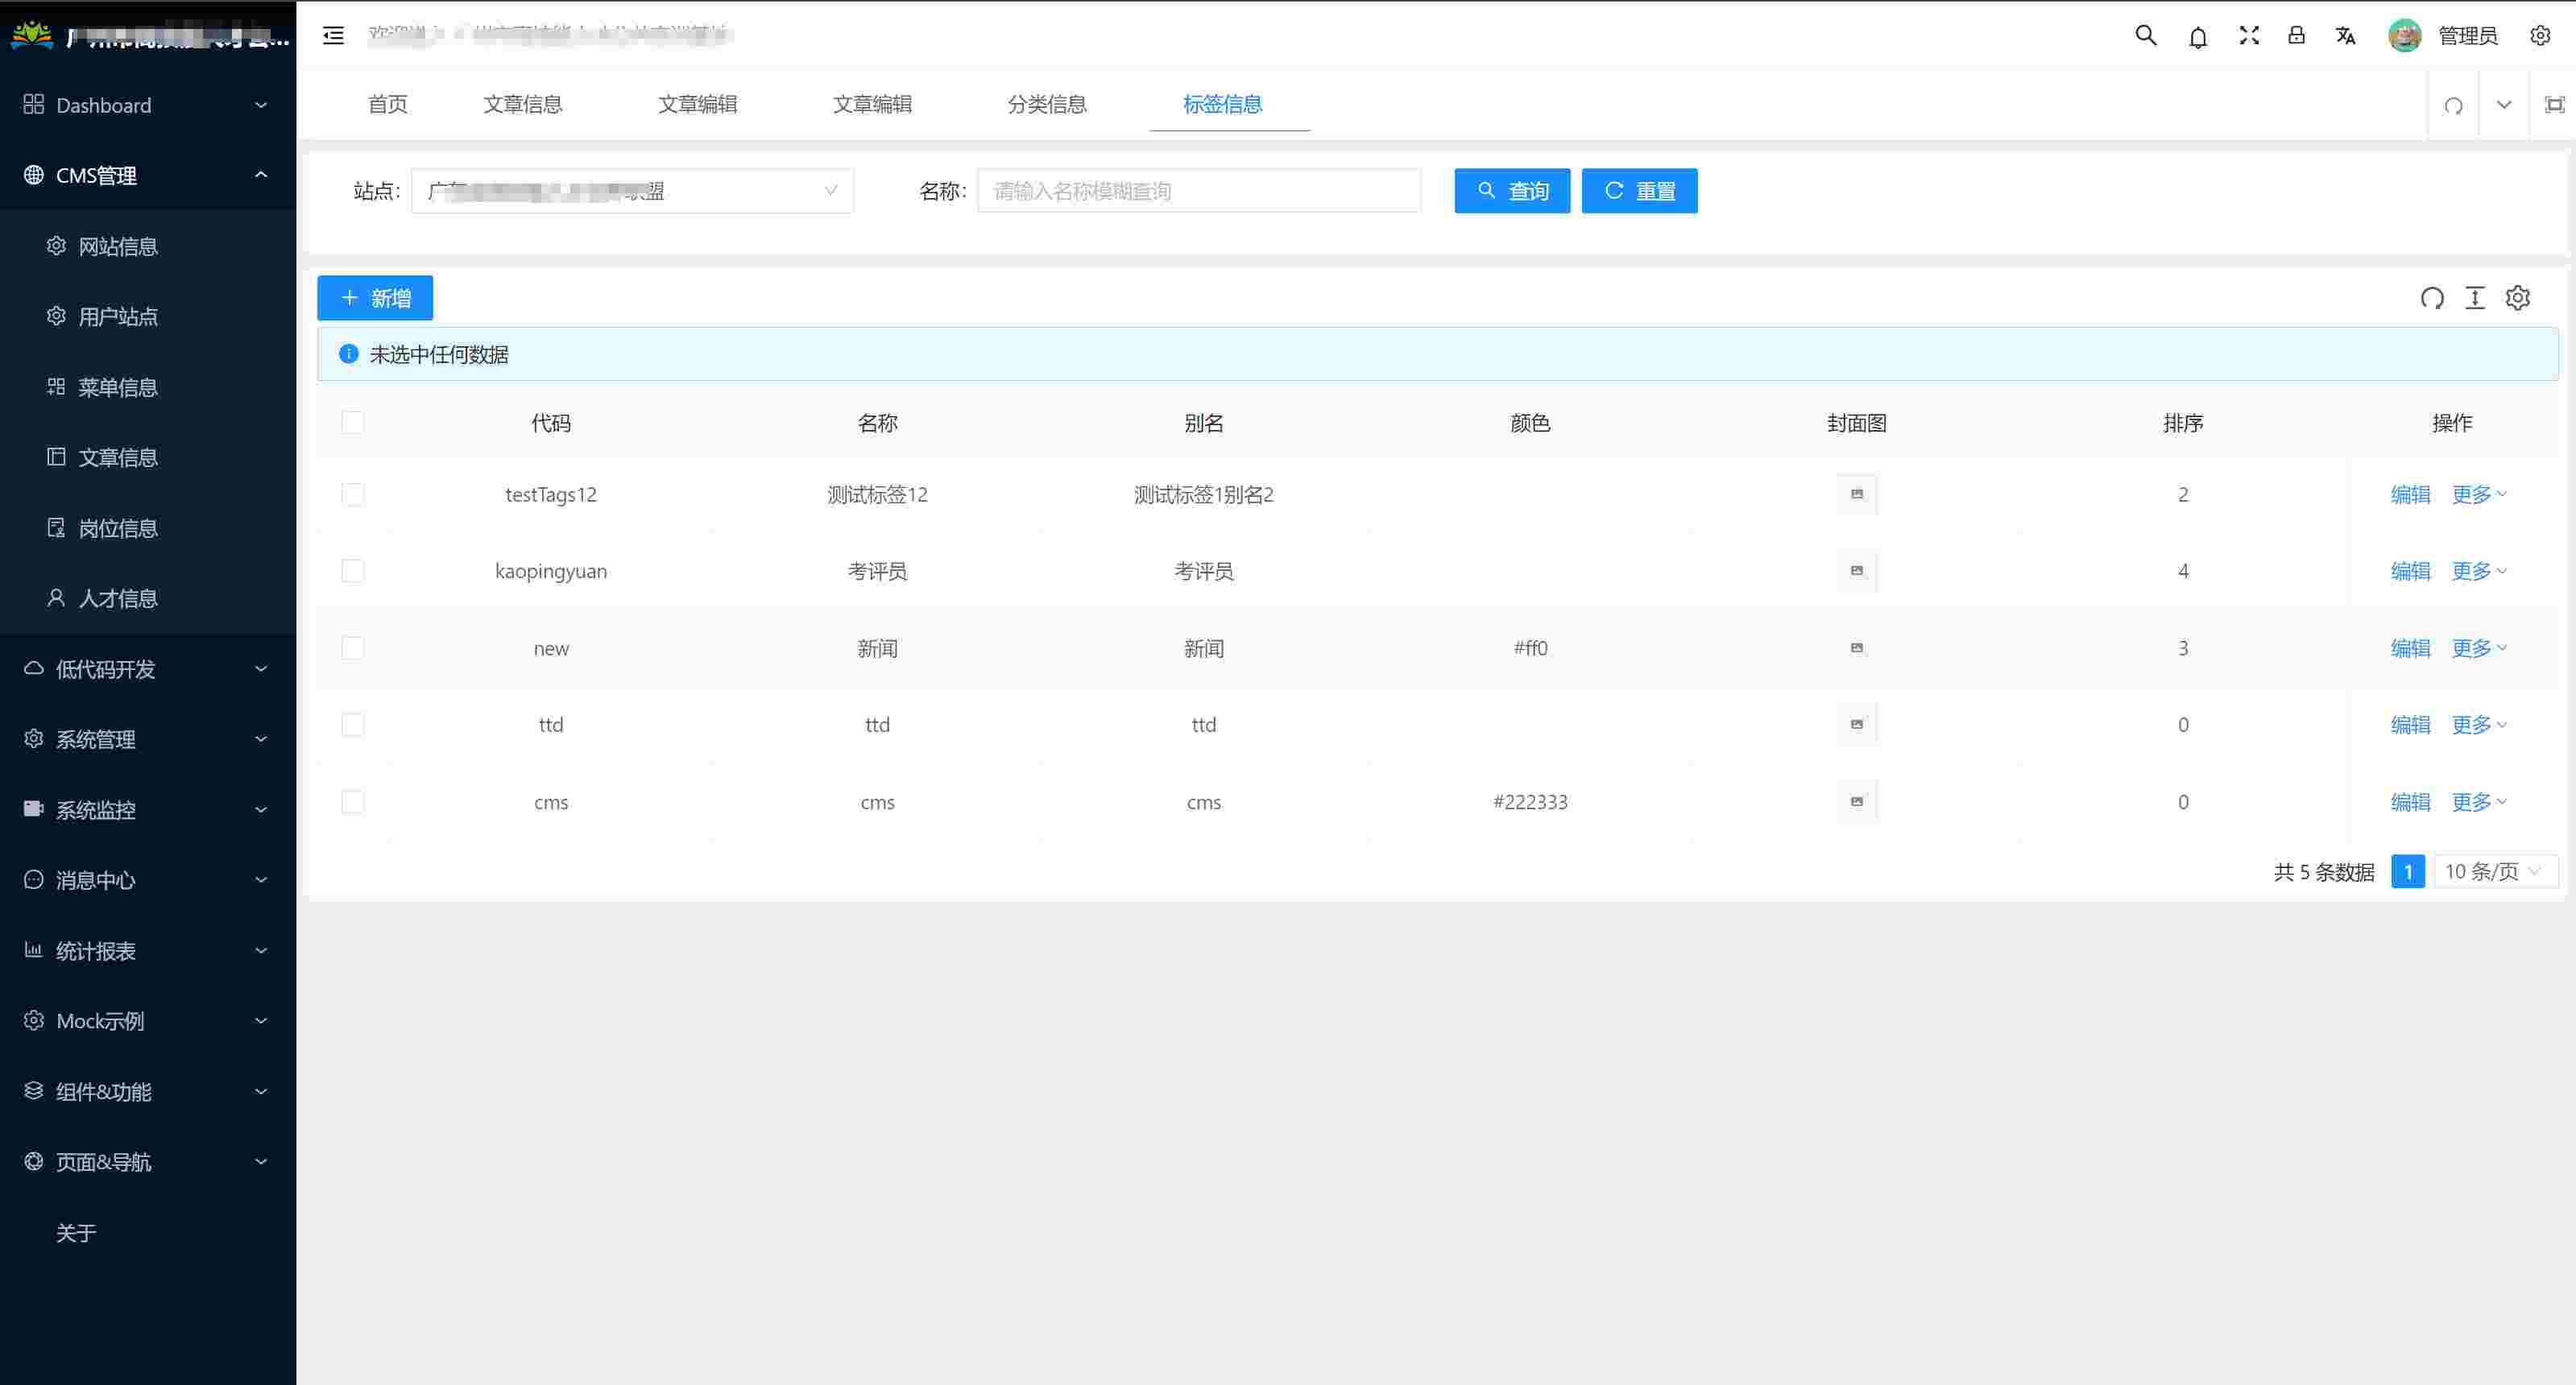 管理员
Dashboard
CMS管理
网站信息
用户站点
菜单信息
文章信息
岗位信息
人才信息
低代码开发
系统管理
系统监控
消息中心
统计报表
Mock示例
组件&功能
页面&导航
关于
首页 文章信息 文章编辑 文章编辑 分类信息 标签信息
站点: 名称: 请输入名称模糊查询 查询 重置
新增
未选中任何数据
代码 名称 别名 颜色 封面图 排序 操作
testTags12 测试标签12 测试标签1别名2 2 编辑 更多
kaopingyuan 考评员 考评员 4 编辑 更多
new 新闻 新闻 #ff0 3 编辑 更多
ttd ttd ttd 0 编辑 更多
cms cms cms #222333 0 编辑 更多
共 5 条数据 1 10 条/页